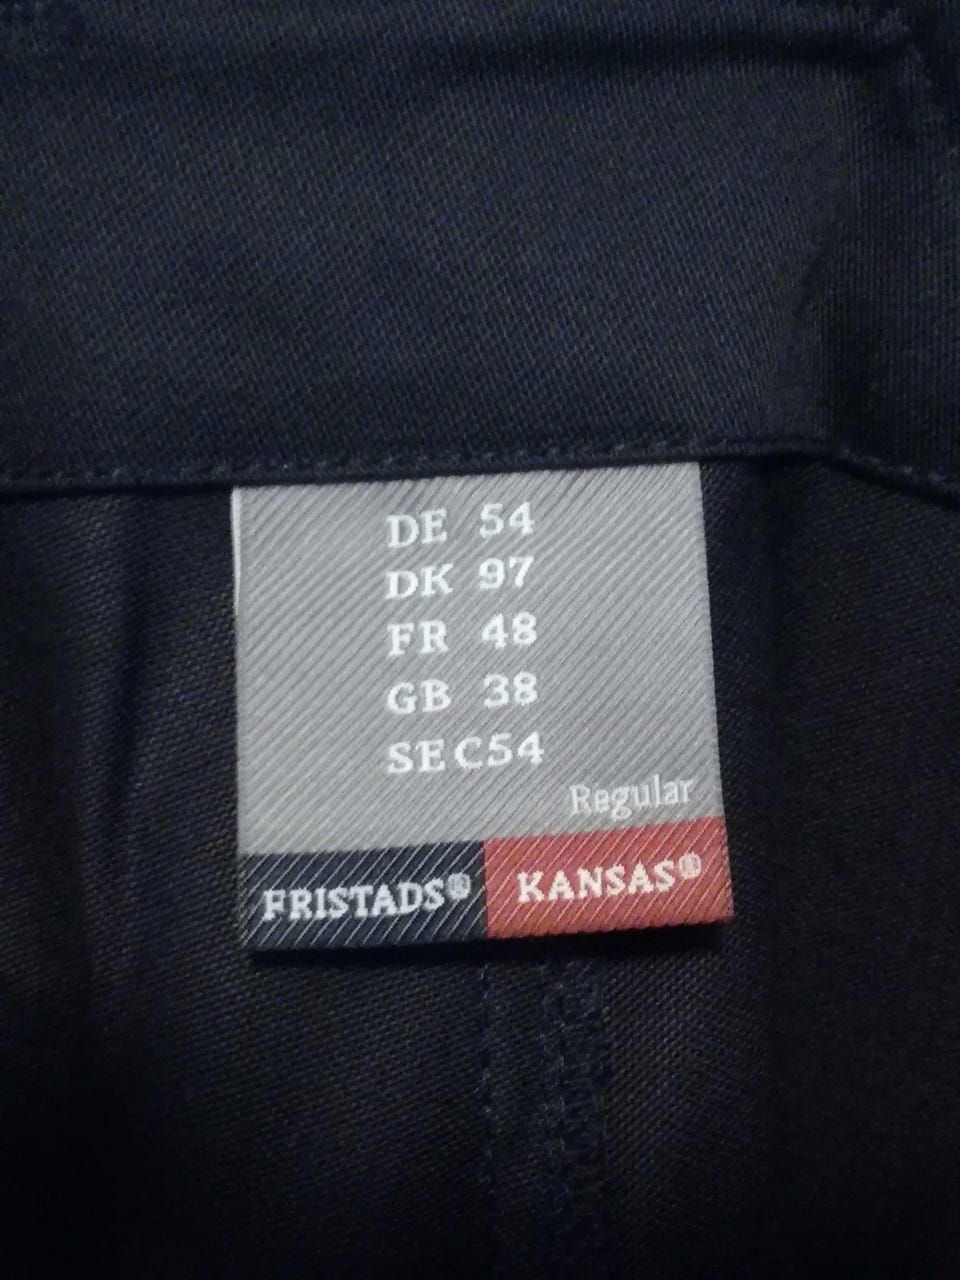 DE 54
DK 97
FR 48
GB 38
SE C54
Regular
FRISTADS® KANSAS®